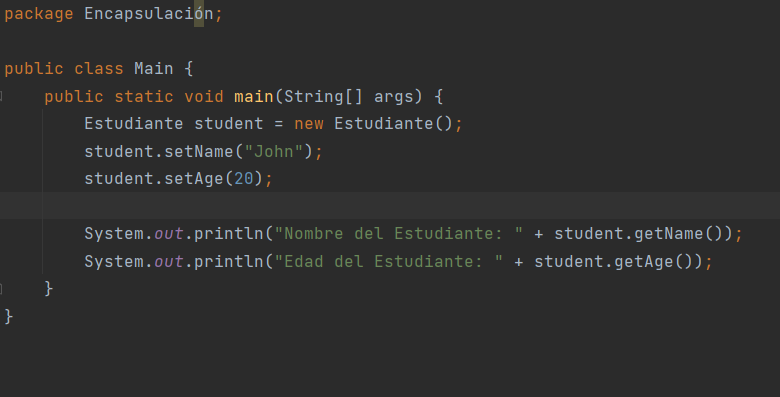 package Encapsulación;
public class Main {
public static void main(String[] args) {
Estudiante student = new Estudiante();
student.setName("John");
student.setAge(20);
System.out.println("Nombre del Estudiante: " + student.getName());
System.out.println("Edad del Estudiante: " + student.getAge());
}
}